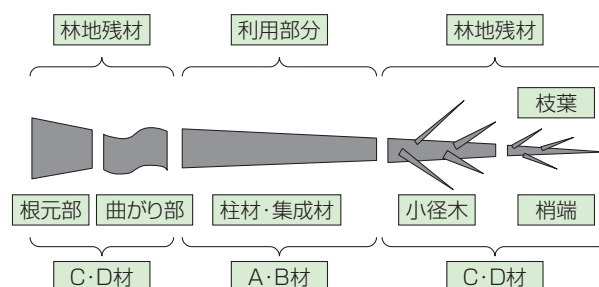 林地残材
利用部分
林地残材
枝葉
根元部
曲がり部
柱材・集成材
小径木
梢端
C・D材
A・B材
C・D材